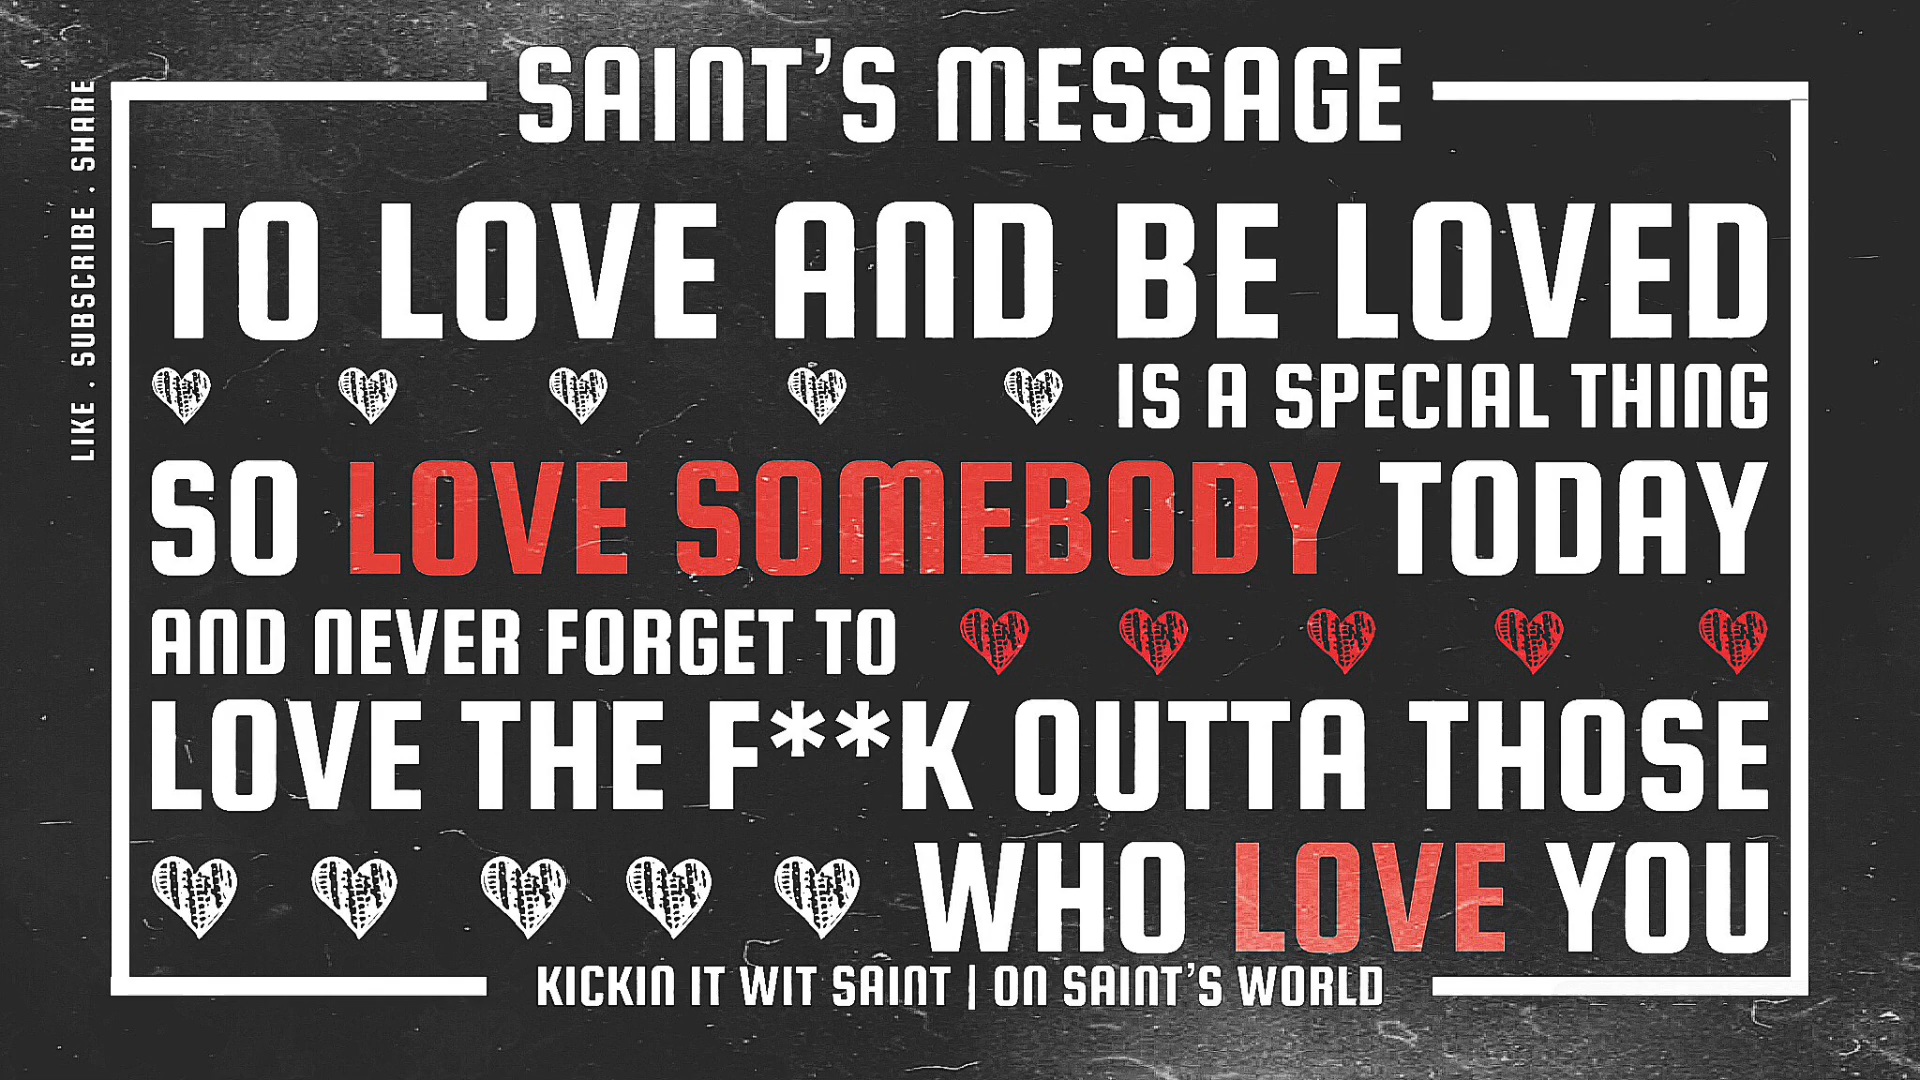 SAINT'S MESSAGE
LIKE . SUBSCRIBE . SHARE
TO LOVE AND BE LOVED
IS A SPECIAL THING
SO LOVE SOMEBODY TODAY
AND NEVER FORGET TO
LOVE THE F**K OUTTA THOSE
WHO LOVE YOU
KICKIN IT WIT SAINT | ON SAINT'S WORLD